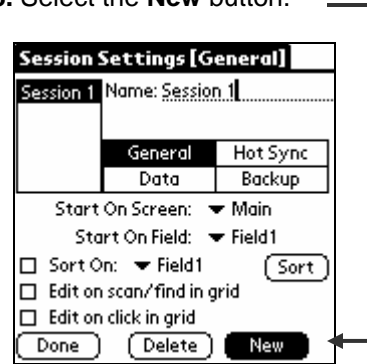 . Select the New button.
Session Settings [General]
Session 1 Name: Session 1
General Hot Sync
Data Backup
Start On Screen: Main
Start On Field: Field1
Sort On: Field1 Sort
Edit on scan/find in grid
Edit on click in grid
Done Delete New